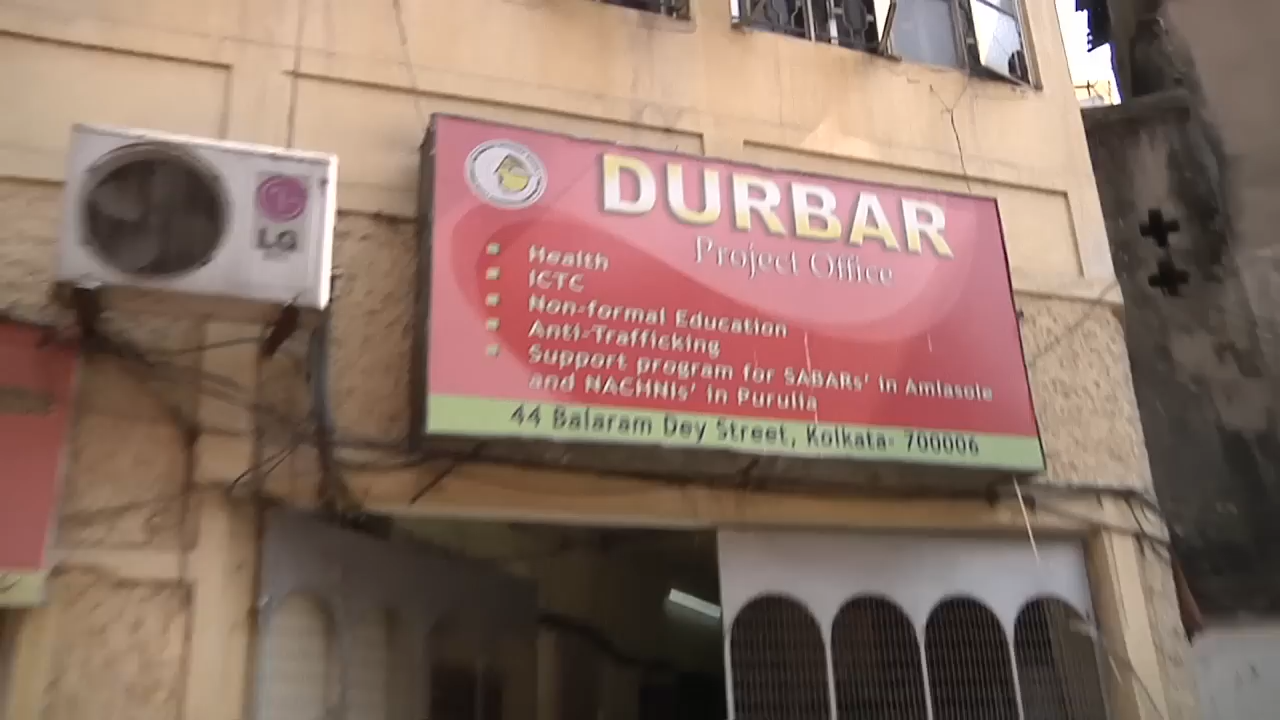 DURBAR
Project Office
Health
ICTC
Non-formal Education
Anti-Trafficking
Support program for SABARs' in Amlasole
and NACHNIs' in Purulia
44 Balaram Dey Street, Kolkata- 700006
LG